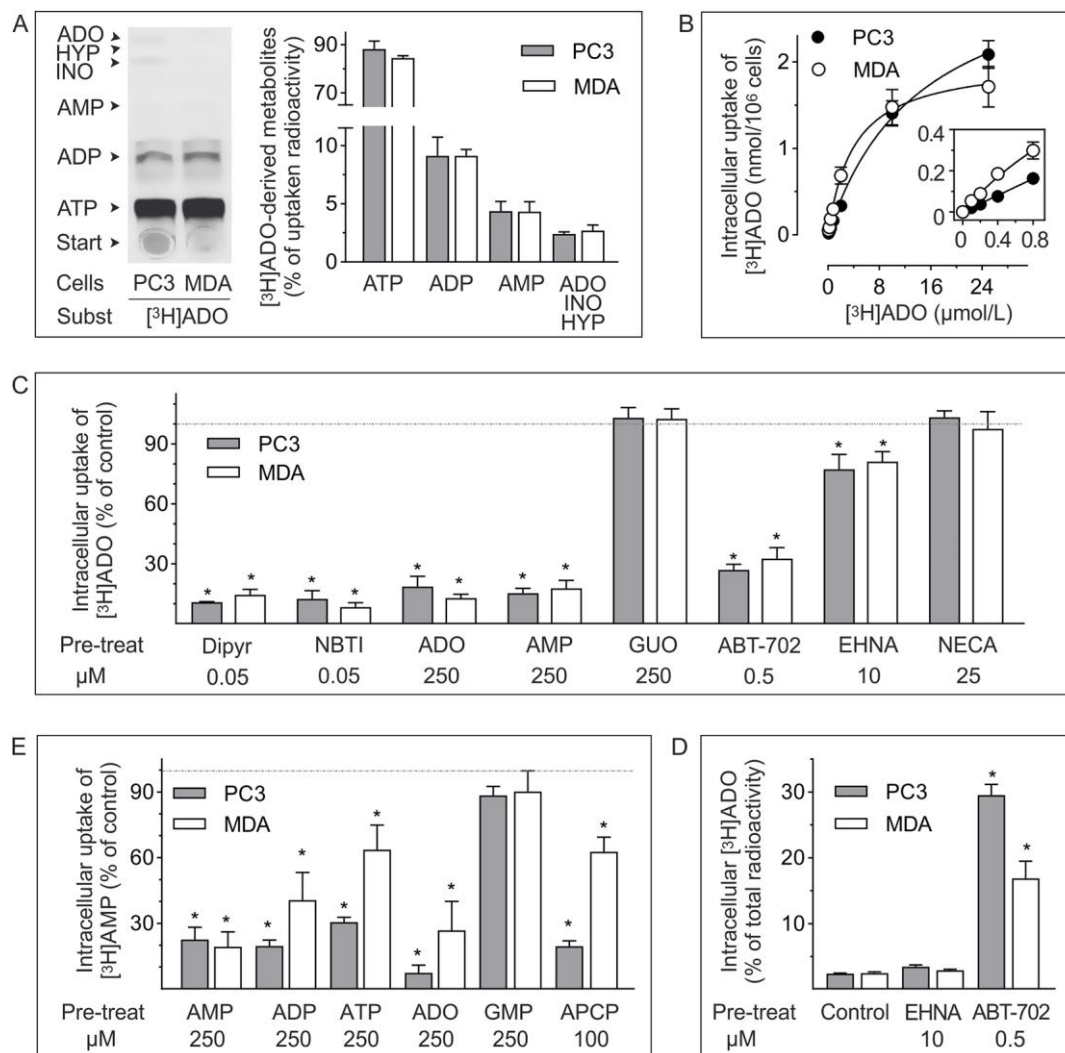 A
ADO
HYP
INO
AMP
ADP
ATP
Start
Cells PC3 MDA
Subst [³H]ADO
[³H]ADO-derived metabolites
(% of uptaken radioactivity)
90
80
10
5
0
PC3
MDA
ATP ADP AMP ADO
INO
HYP
B
Intracellular uptake of
[³H]ADO (nmol/10⁶ cells)
2
1
0
PC3
MDA
0.4
0.2
0
0 0.4 0.8
0 8 16 24
[³H]ADO (µmol/L)
C
Intracellular uptake of
[³H]ADO (% of control)
90
60
30
PC3
MDA
* * * * * * * * * * * *
Pre-treat Dipyr NBTI ADO AMP GUO ABT-702 EHNA NECA
µM 0.05 0.05 250 250 250 0.5 10 25
E
Intracellular uptake of
[³H]AMP (% of control)
90
60
30
PC3
MDA
* * * * * * * * * *
Pre-treat AMP ADP ATP ADO GMP APCP
µM 250 250 250 250 250 100
D
Intracellular [³H]ADO
(% of total radioactivity)
30
20
10
PC3
MDA
* *
Pre-treat Control EHNA ABT-702
µM 10 0.5